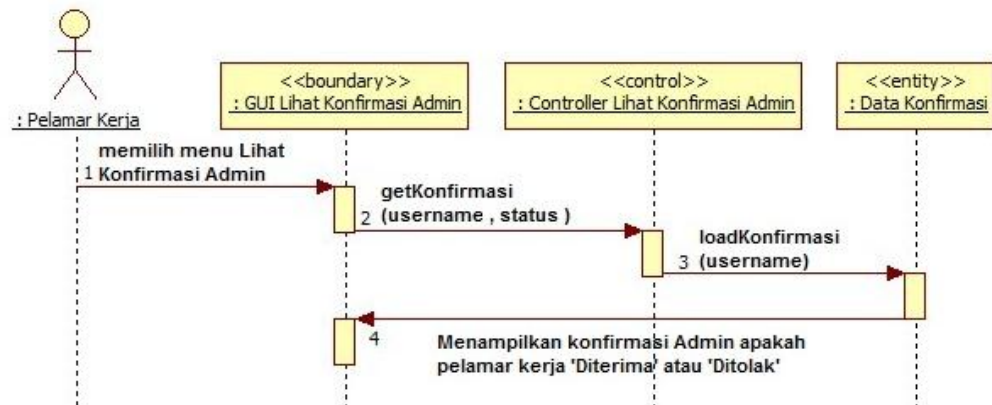 <<boundary>>
: GUI Lihat Konfirmasi Admin
<<control>>
: Controller Lihat Konfirmasi Admin
<<entity>>
: Data Konfirmasi
: Pelamar Kerja
memilih menu Lihat
1 Konfirmasi Admin
getKonfirmasi
2 (username , status )
loadKonfirmasi
3 (username)
4 Menampilkan konfirmasi Admin apakah
pelamar kerja 'Diterima' atau 'Ditolak'